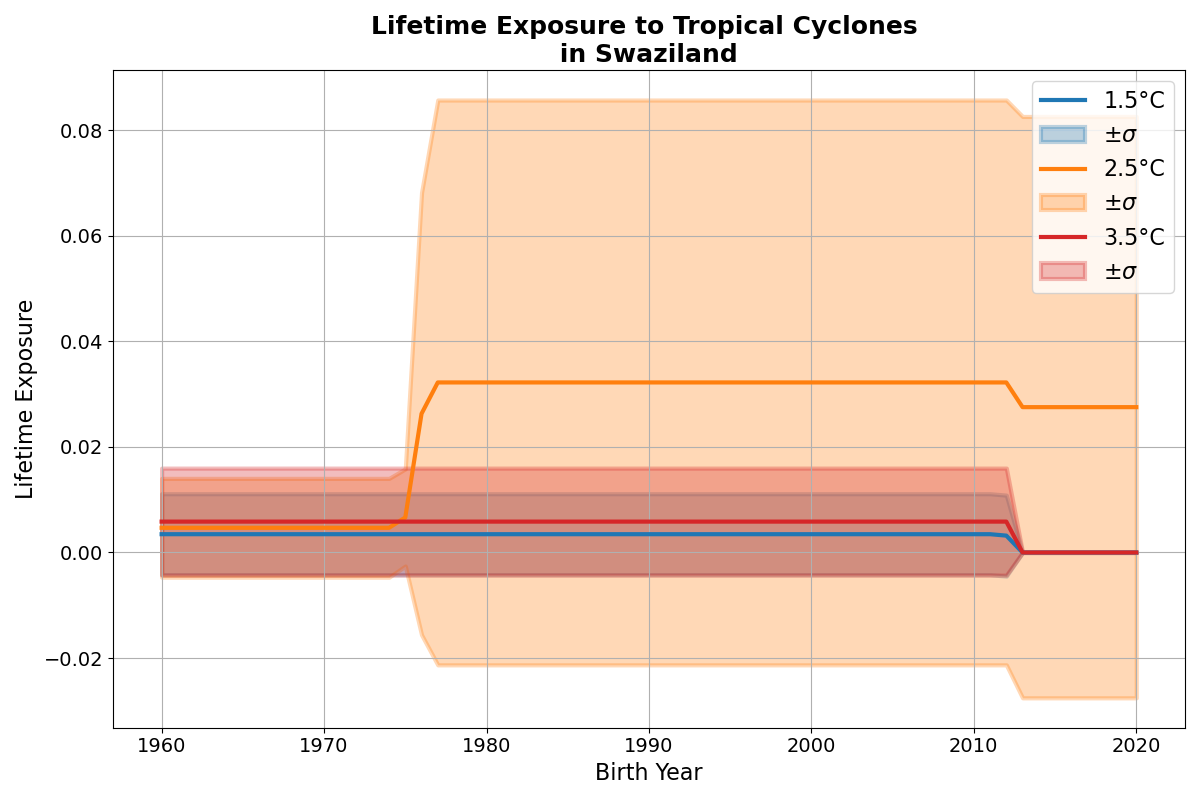 Lifetime Exposure to Tropical Cyclones
in Swaziland
1.5°C
±σ
2.5°C
±σ
3.5°C
±σ
Lifetime Exposure
0.08
0.06
0.04
0.02
0.00
−0.02
1960
1970
1980
1990
2000
2010
2020
Birth Year